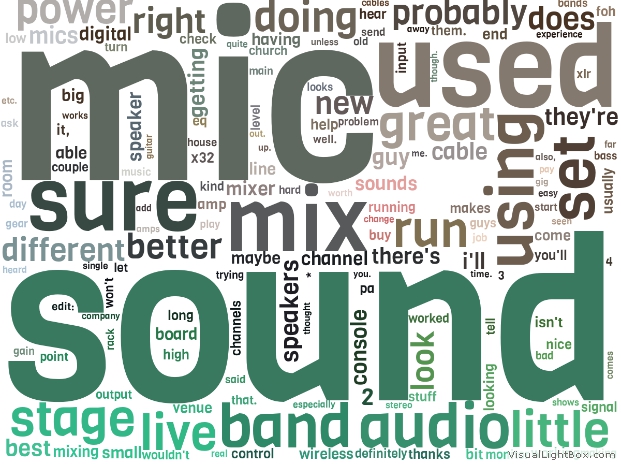 power right doing cables hear probably does bands foh
low mics digital turn check quite having unless send old away them. end experience
mic used
church main input though. xlr
etc. big works getting looks new great they're
ask it, speaker guitar eq level help problem
able house out. well. guy me. cable using also, far set
couple music x32 up. line pay bass
room sure kind mixer hard worth sounds gig easy usually
day add amp mix running makes start seen
gear amps play change run guys come
different better buy job you'll
heard maybe channel there's i'll
sound
single let trying * you. time. 3 4
edit: won't speakers thought pa
company long channels console worked tell isn't
gain point rack board look nice
high bad
said 2 looking comes
output that. especially stereo stuff shows signal
stage venue live band audio little
best mixing small wouldn't real control wireless definitely thanks bit
VisualLightBox.com